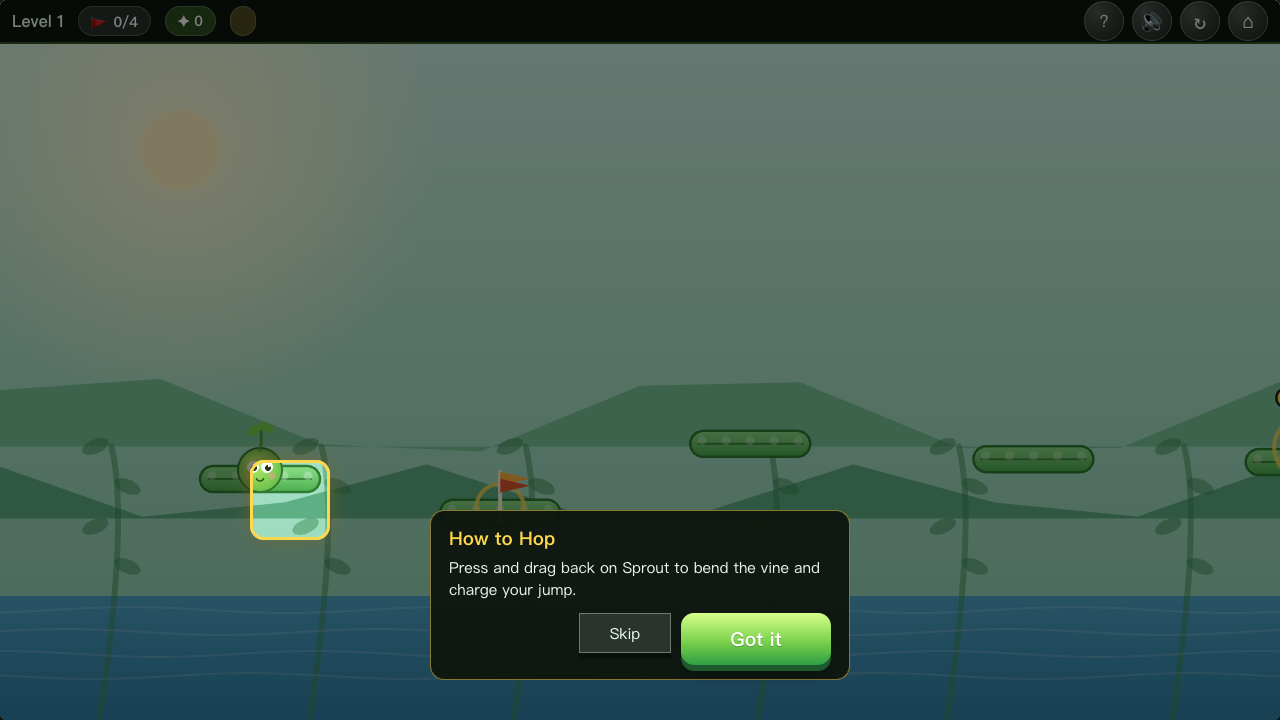 Level 1
0/4
✦ 0
?
↻
⌂
How to Hop
Press and drag back on Sprout to bend the vine and
charge your jump.
Skip
Got it